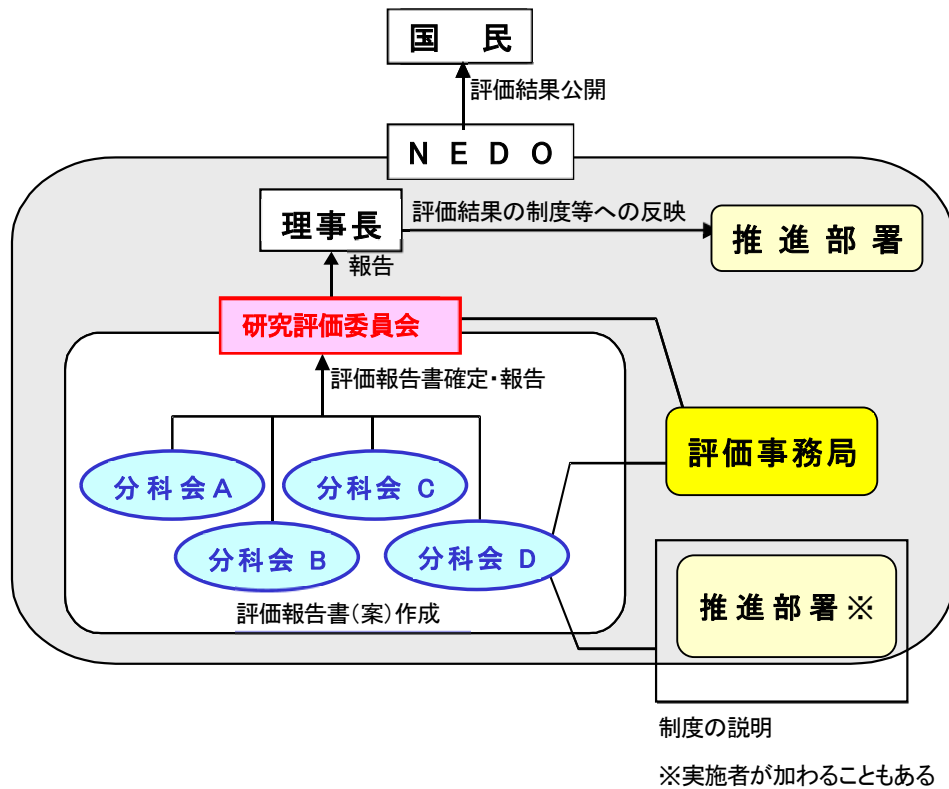 国 民
評価結果公開
N E D O
理事長
評価結果の制度等への反映
推 進 部 署
報告
研究評価委員会
評価報告書確定・報告
評価事務局
分科会A
分科会 C
分科会 B
分科会 D
推進部署※
評価報告書(案)作成
制度の説明
※実施者が加わることもある